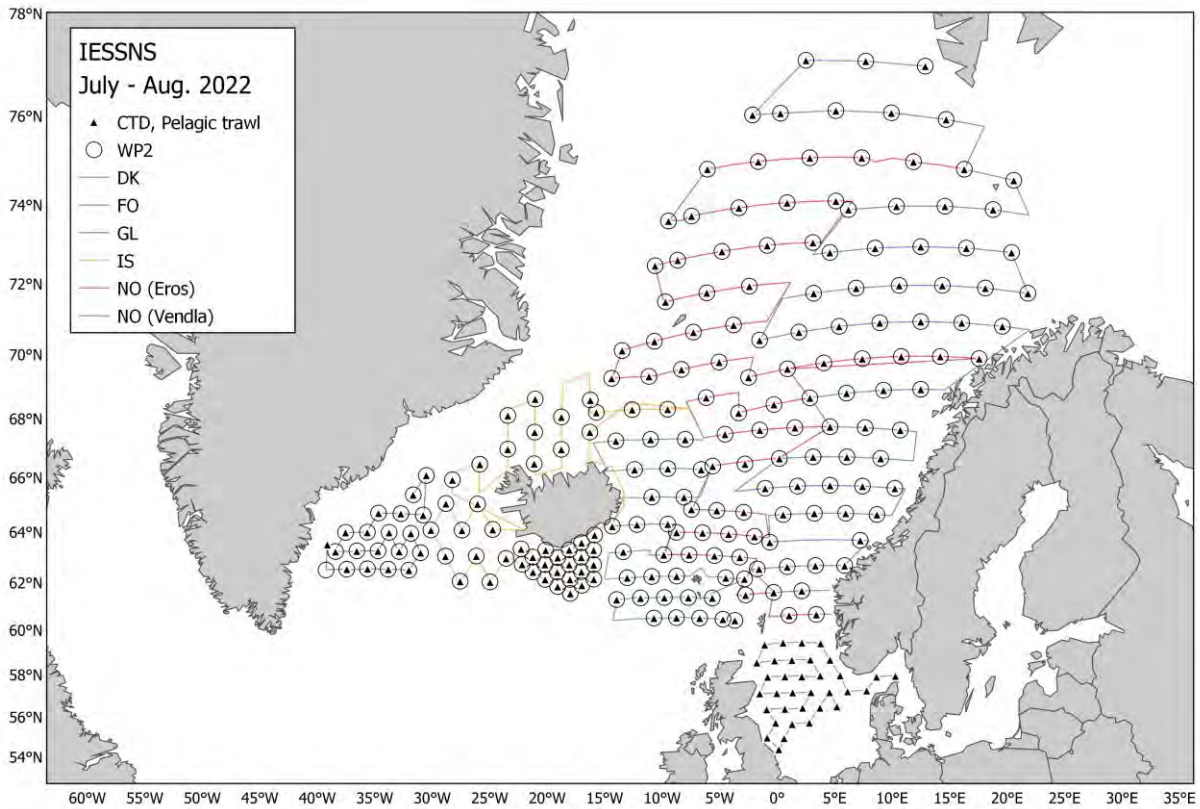 78°N
76°N
74°N
72°N
70°N
68°N
66°N
64°N
62°N
60°N
58°N
56°N
54°N
IESSNS
July - Aug. 2022
CTD, Pelagic trawl
WP2
DK
FO
GL
IS
NO (Eros)
NO (Vendla)
60°W 55°W 50°W 45°W 40°W 35°W 30°W 25°W 20°W 15°W 10°W 5°W 0° 5°E 10°E 15°E 20°E 25°E 30°E 35°E